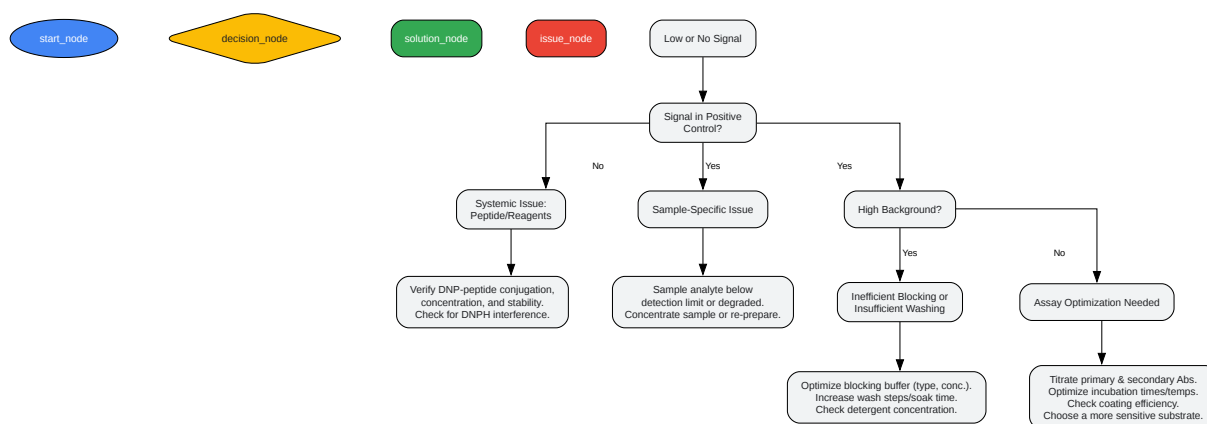 start_node
decision_node
solution_node
issue_node
Low or No Signal
Signal in Positive
Control?
No
Yes
Yes
Systemic Issue:
Peptide/Reagents
Sample-Specific Issue
High Background?
Yes
No
Verify DNP-peptide conjugation,
concentration, and stability.
Check for DNPH interference.
Sample analyte below
detection limit or degraded.
Concentrate sample or re-prepare.
Inefficient Blocking or
Insufficient Washing
Assay Optimization Needed
Optimize blocking buffer (type, conc.).
Increase wash steps/soak time.
Check detergent concentration.
Titrate primary & secondary Abs.
Optimize incubation times/temps.
Check coating efficiency.
Choose a more sensitive substrate.